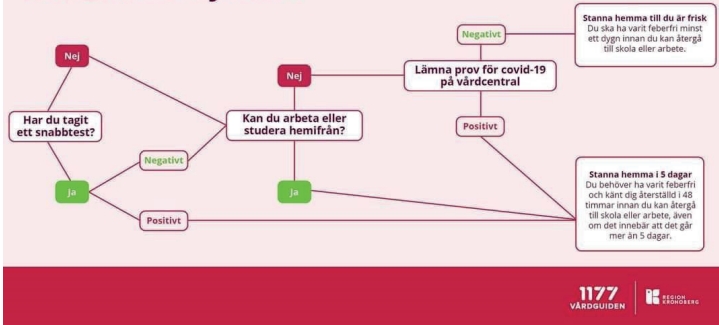 Nej
Har du tagit
ett snabbtest?
Negativt
Ja
Positivt
Nej
Kan du arbeta eller
studera hemifrån?
Ja
Negativt
Lämna prov för covid-19
på vårdcentral
Positivt
Stanna hemma till du är frisk
Du ska ha varit feberfri minst
ett dygn innan du kan återgå
till skola eller arbete.
Stanna hemma i 5 dagar
Du behöver ha varit feberfri
och känt dig återställd i 48
timmar innan du kan återgå
till skola eller arbete, även
om det innebär att det går
mer än 5 dagar.
1177
VÅRDGUIDEN
REGION
KRONOBERG